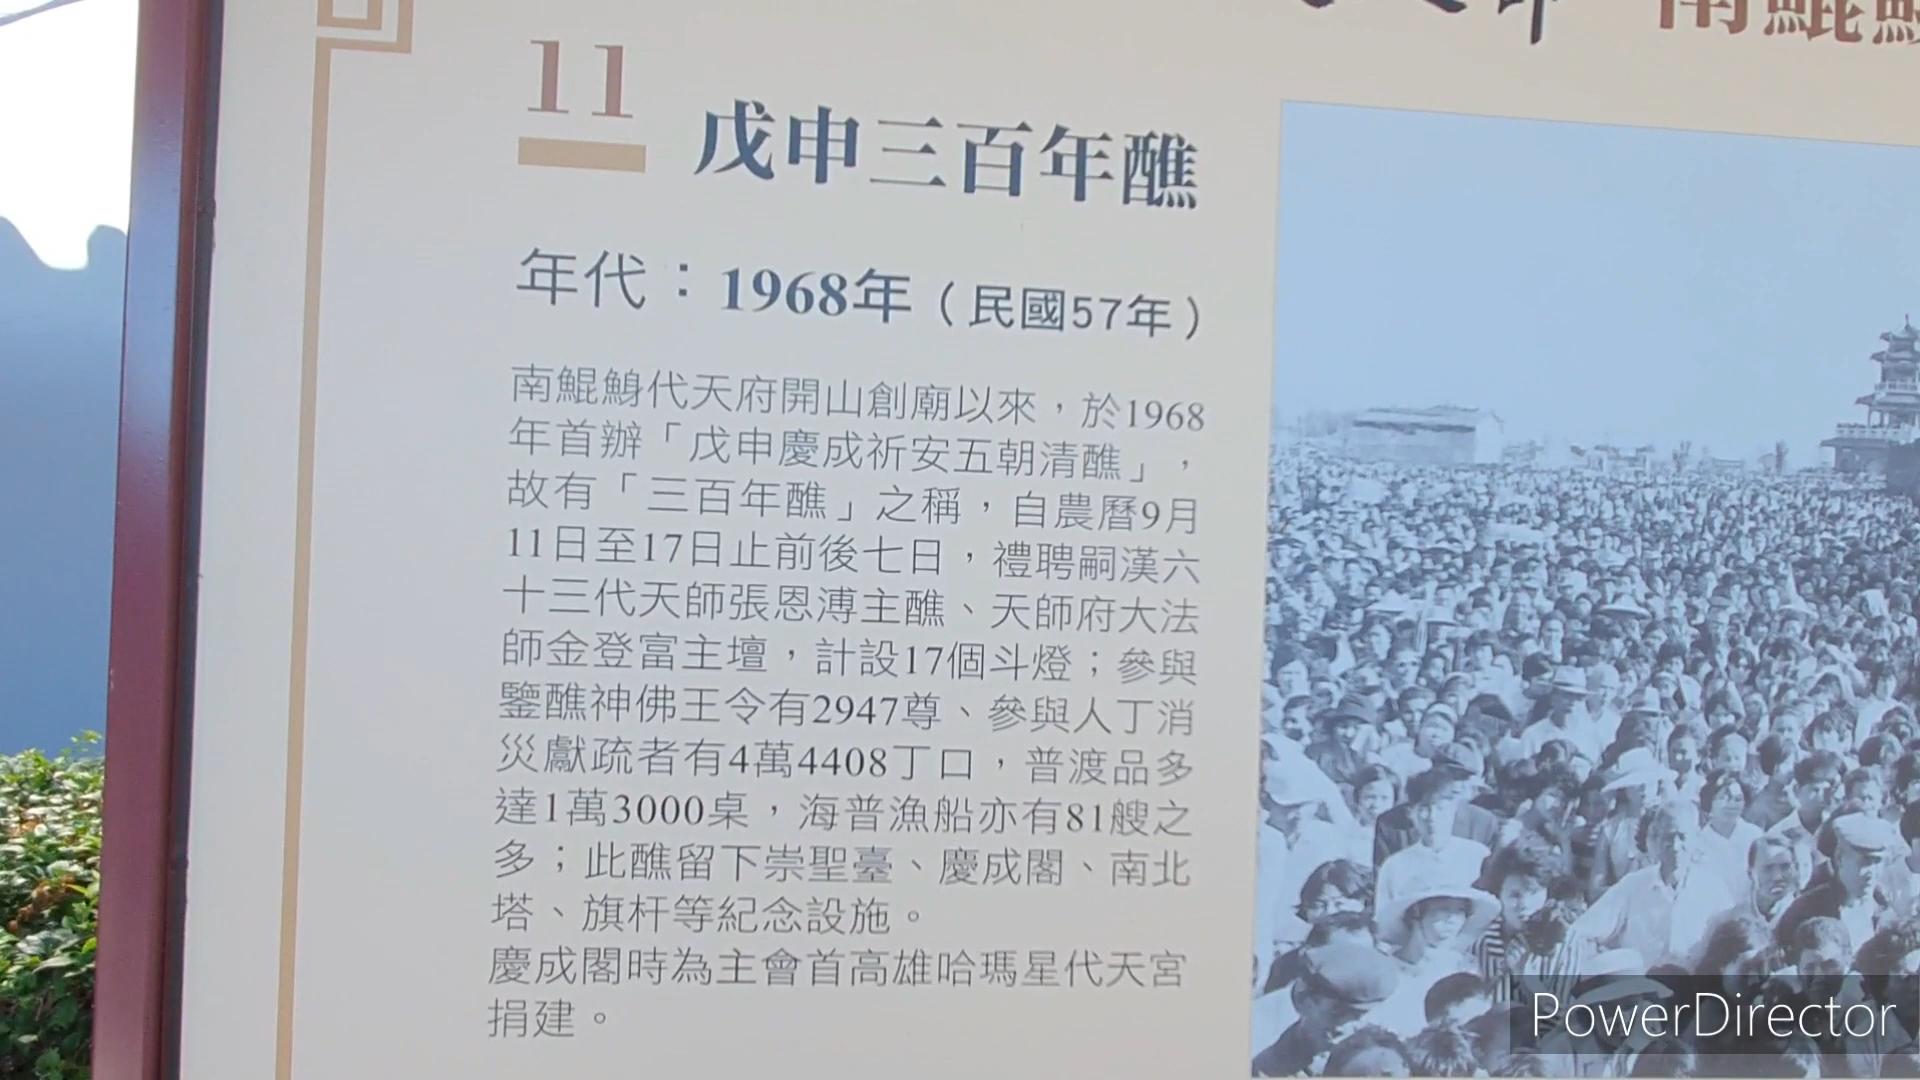 南鯤鯓
11
戊申三百年醮
年代：1968年（民國57年）
南鯤鯓代天府開山創廟以來，於1968
年首辦「戊申慶成祈安五朝清醮」，
故有「三百年醮」之稱，自農曆9月
11日至17日止前後七日，禮聘嗣漢六
十三代天師張恩溥主醮、天師府大法
師金登富主壇，計設17個斗燈；參與
鑒醮神佛王令有2947尊、參與人丁消
災獻疏者有4萬4408丁口，普渡品多
達1萬3000桌，海普漁船亦有81艘之
多；此醮留下崇聖臺、慶成閣、南北
塔、旗杆等紀念設施。
慶成閣時為主會首高雄哈瑪星代天宮
捐建。
PowerDirector